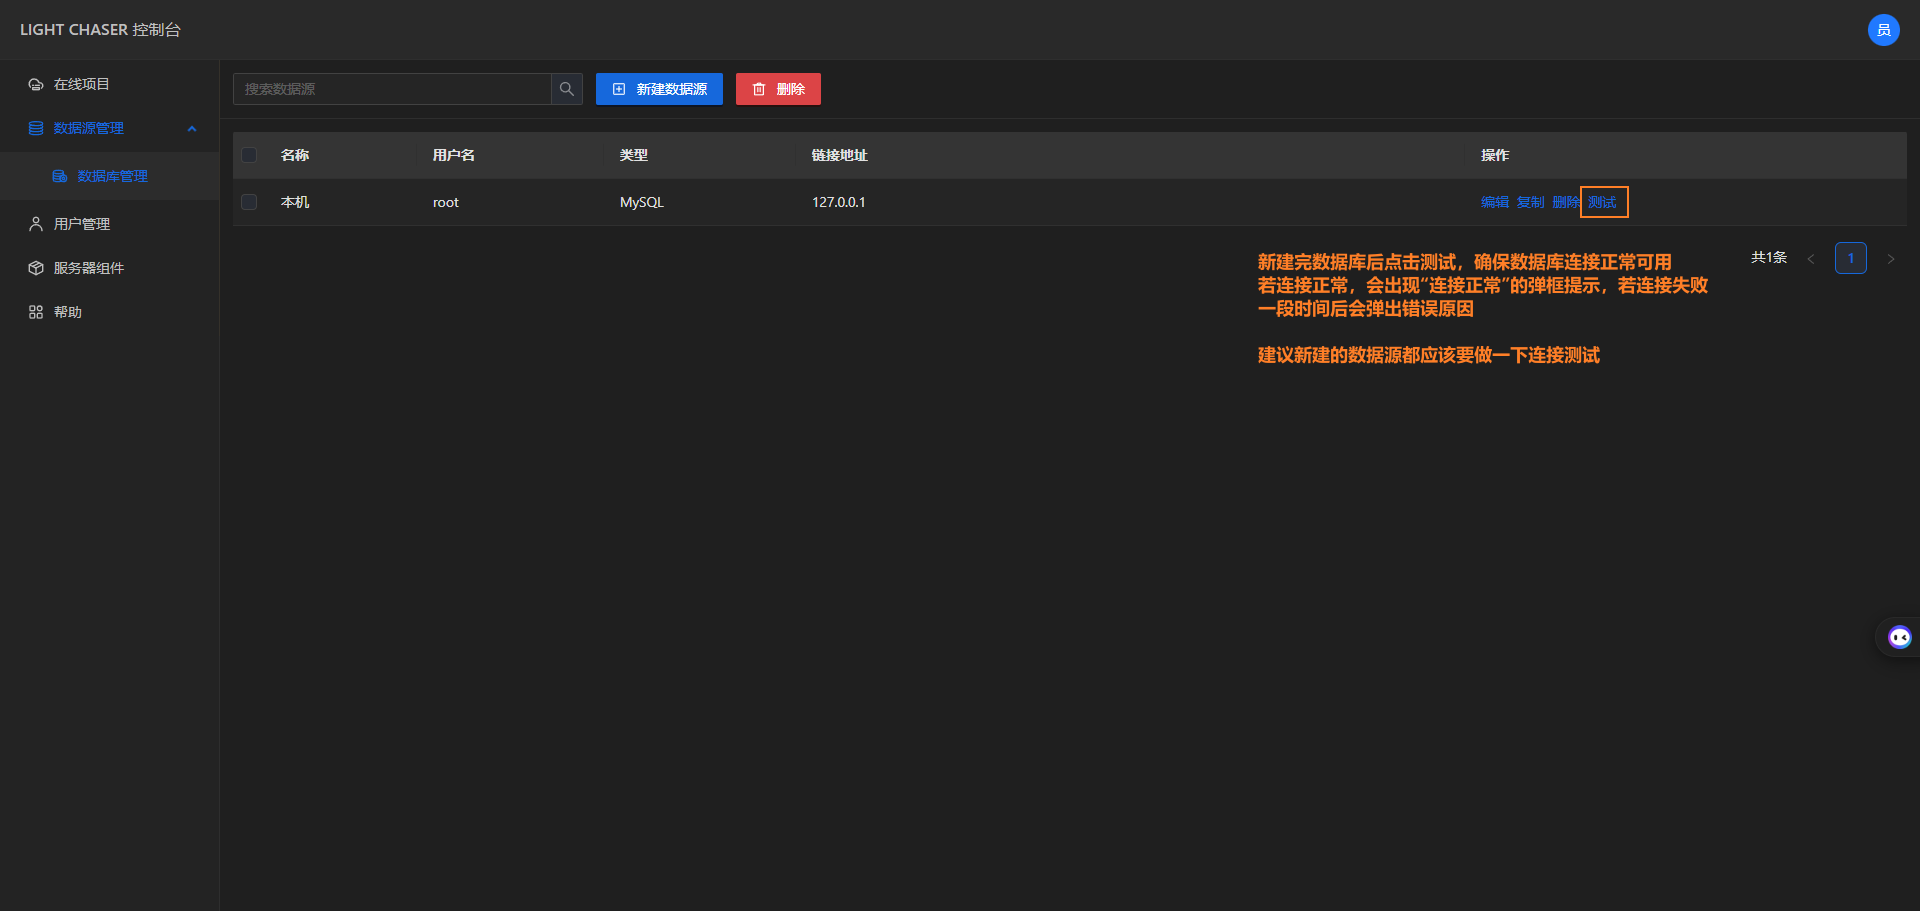 LIGHT CHASER 控制台
员
在线项目
数据源管理
数据库管理
用户管理
服务器组件
帮助
搜索数据源
新建数据源
删除
名称 用户名 类型 链接地址 操作
本机 root MySQL 127.0.0.1 编辑 复制 删除 测试
共1条 1
新建完数据库后点击测试，确保数据库连接正常可用
若连接正常，会出现“连接正常”的弹框提示，若连接失败
一段时间后会弹出错误原因
建议新建的数据源都应该要做一下连接测试